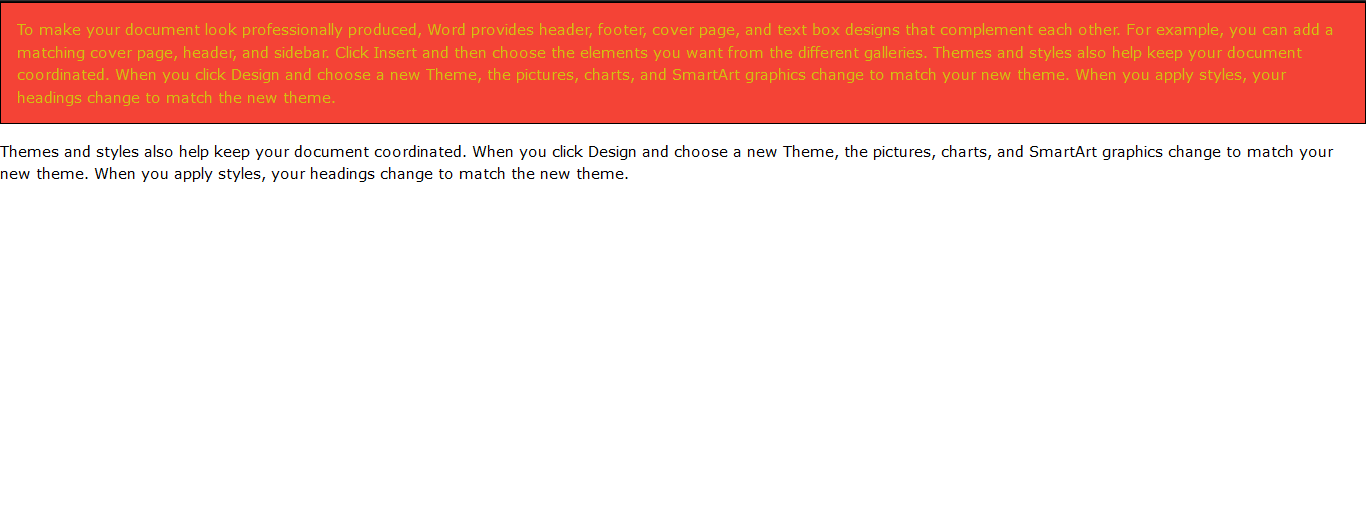 To make your document look professionally produced, Word provides header, footer, cover page, and text box designs that complement each other. For example, you can add a
matching cover page, header, and sidebar. Click Insert and then choose the elements you want from the different galleries. Themes and styles also help keep your document
coordinated. When you click Design and choose a new Theme, the pictures, charts, and SmartArt graphics change to match your new theme. When you apply styles, your
headings change to match the new theme.
Themes and styles also help keep your document coordinated. When you click Design and choose a new Theme, the pictures, charts, and SmartArt graphics change to match your
new theme. When you apply styles, your headings change to match the new theme.